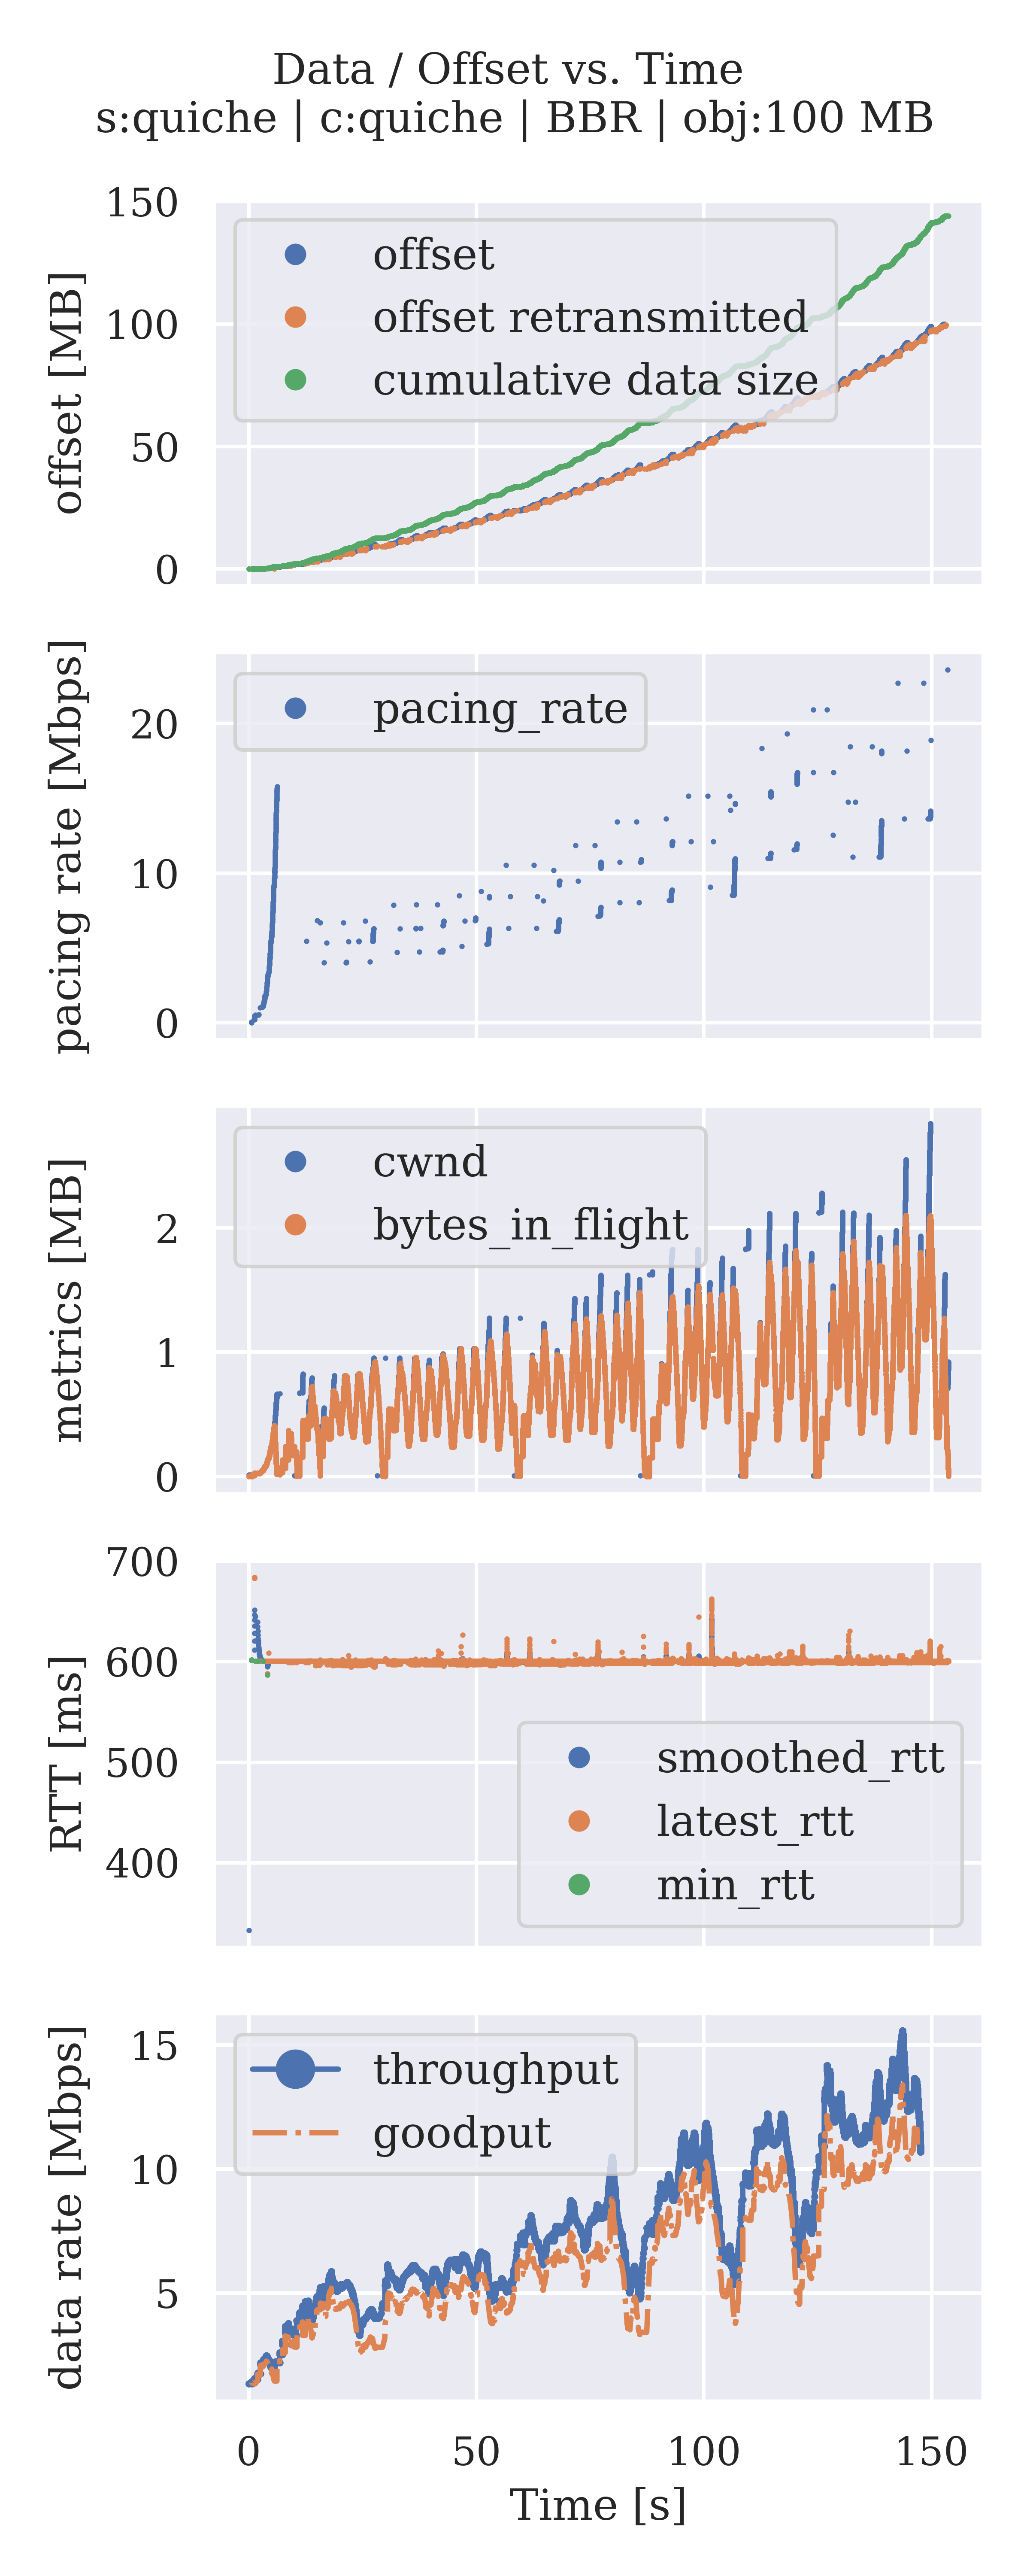 Data / Offset vs. Time
s:quiche | c:quiche | BBR | obj:100 MB
offset [MB]
150
100
50
0
offset
offset retransmitted
cumulative data size
pacing rate [Mbps]
20
10
0
pacing_rate
metrics [MB]
2
1
0
cwnd
bytes_in_flight
RTT [ms]
700
600
500
400
smoothed_rtt
latest_rtt
min_rtt
data rate [Mbps]
15
10
5
throughput
goodput
0 50 100 150
Time [s]